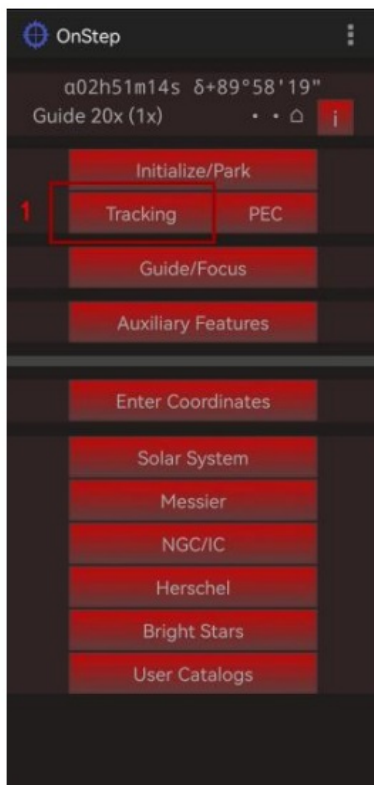 OnStep
α02h51m14s δ+89°58'19"
Guide 20x (1x)
i
Initialize/Park
1
Tracking
PEC
Guide/Focus
Auxiliary Features
Enter Coordinates
Solar System
Messier
NGC/IC
Herschel
Bright Stars
User Catalogs